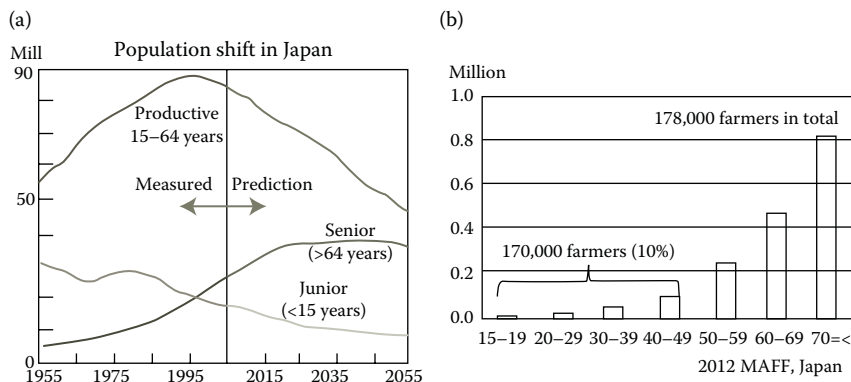 (a)
Population shift in Japan
Mill
90
Productive
15–64 years
Measured Prediction
50
Senior
(>64 years)
Junior
(<15 years)
10
0
1955 1975 1995 2015 2035 2055
(b)
Million
1.0
178,000 farmers in total
0.8
0.6
0.4
170,000 farmers (10%)
0.2
0.0
15–19 20–29 30–39 40–49 50–59 60–69 70=<
2012 MAFF, Japan